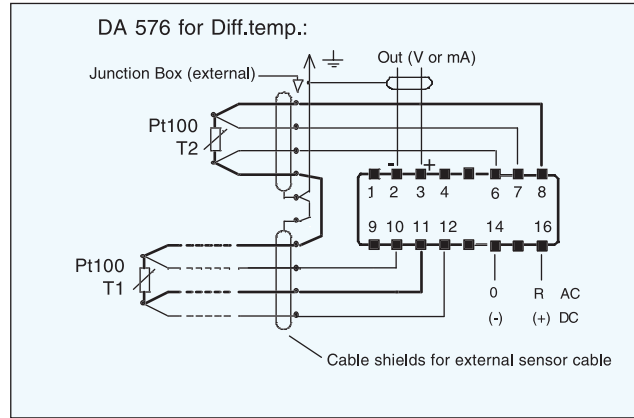 DA 576 for Diff.temp.:
Out (V or mA)
Junction Box (external)
Pt100
T2
- +
1 2 3 4 6 7 8
9 10 11 12 14 16
Pt100
T1
0 R AC
(-) (+) DC
Cable shields for external sensor cable